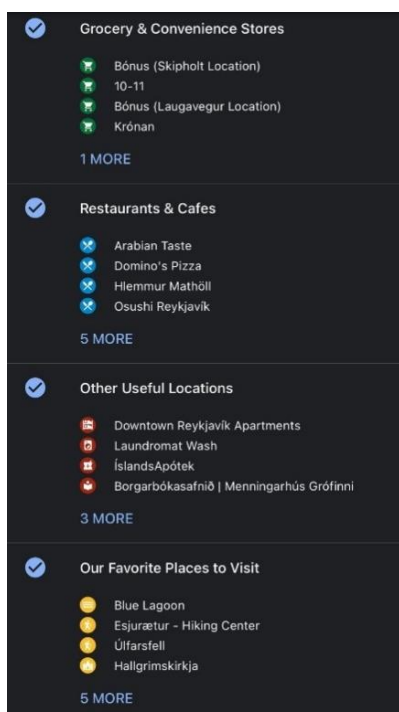 Grocery & Convenience Stores
Bónus (Skipholt Location)
10-11
Bónus (Laugavegur Location)
Krónan
1 MORE
Restaurants & Cafes
Arabian Taste
Domino's Pizza
Hlemmur Mathöll
Osushi Reykjavík
5 MORE
Other Useful Locations
Downtown Reykjavík Apartments
Laundromat Wash
ÍslandsApótek
Borgarbókasafnið | Menningarhús Grófinni
3 MORE
Our Favorite Places to Visit
Blue Lagoon
Esjurætur - Hiking Center
Úlfarsfell
Hallgrimskirkja
5 MORE